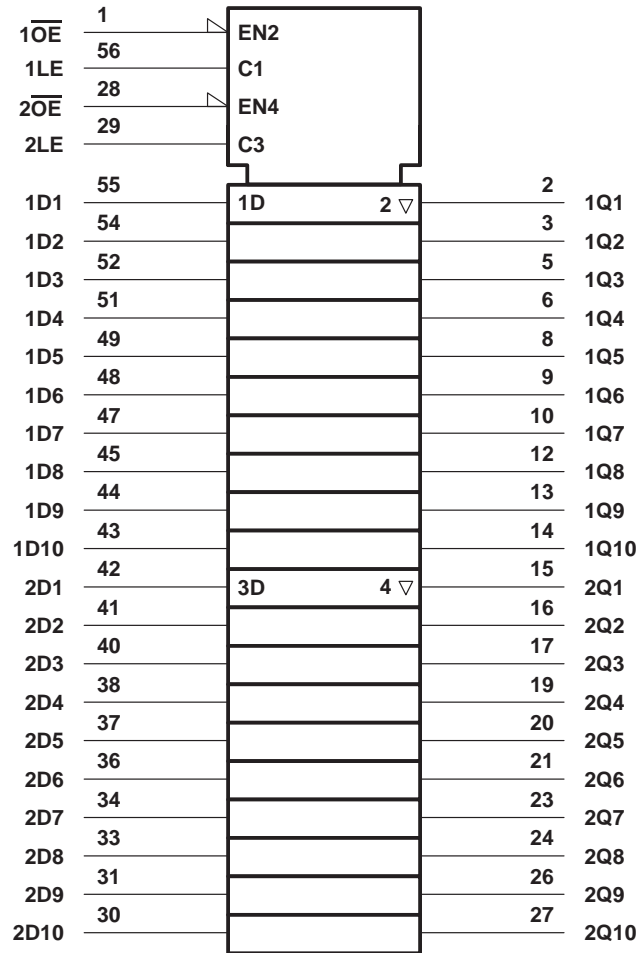 1O̅E̅ 1 EN2
1LE 56 C1
2O̅E̅ 28 EN4
2LE 29 C3
1D1 55 1D 2 ▽ 2 1Q1
1D2 54 3 1Q2
1D3 52 5 1Q3
1D4 51 6 1Q4
1D5 49 8 1Q5
1D6 48 9 1Q6
1D7 47 10 1Q7
1D8 45 12 1Q8
1D9 44 13 1Q9
1D10 43 14 1Q10
2D1 42 3D 4 ▽ 15 2Q1
2D2 41 16 2Q2
2D3 40 17 2Q3
2D4 38 19 2Q4
2D5 37 20 2Q5
2D6 36 21 2Q6
2D7 34 23 2Q7
2D8 33 24 2Q8
2D9 31 26 2Q9
2D10 30 27 2Q10